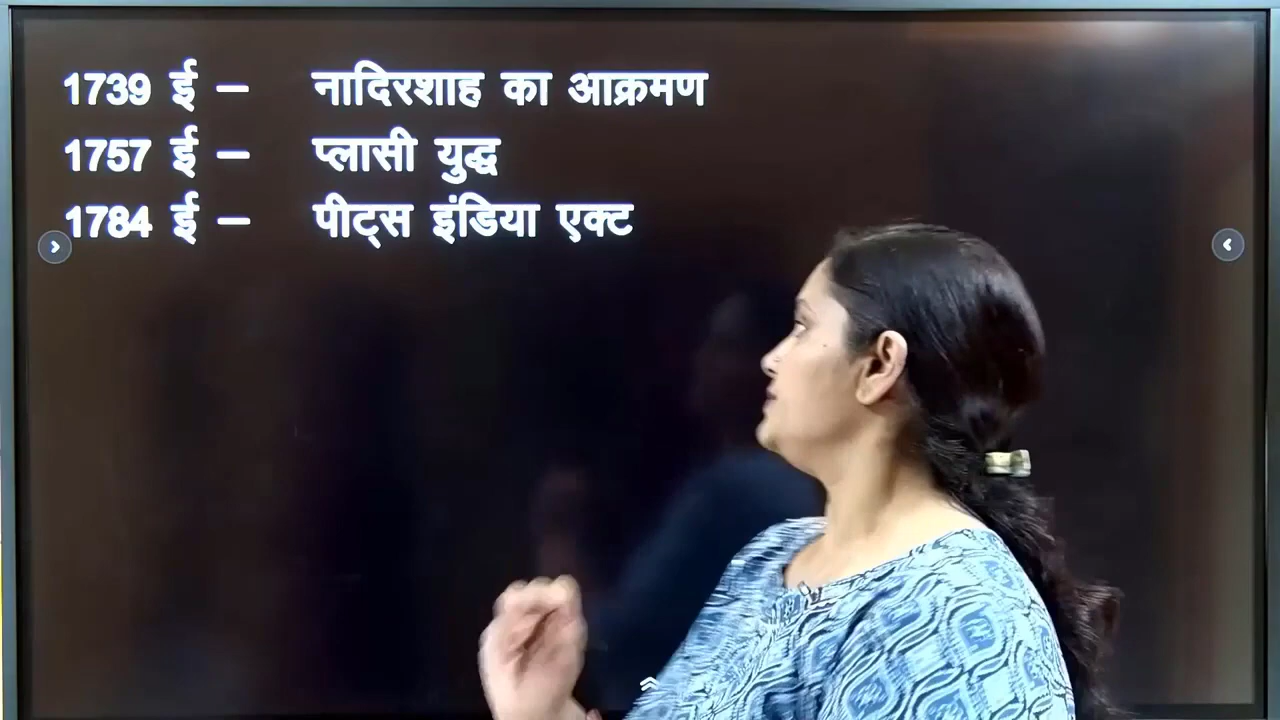 1739 ई – नादिरशाह का आक्रमण
1757 ई – प्लासी युद्ध
1784 ई – पीट्स इंडिया एक्ट